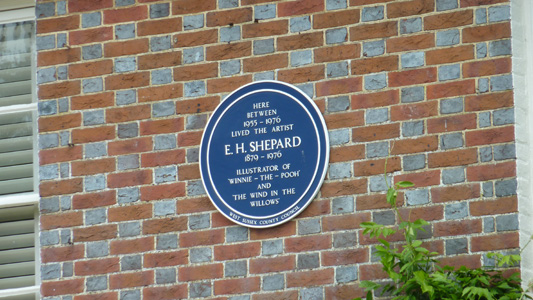 HERE
BETWEEN
1955 - 1976
LIVED THE ARTIST
E. H. SHEPARD
1879 - 1976
ILLUSTRATOR OF
'WINNIE - THE - POOH'
AND
'THE WIND IN THE
WILLOWS'
WEST SUSSEX COUNTY COUNCIL